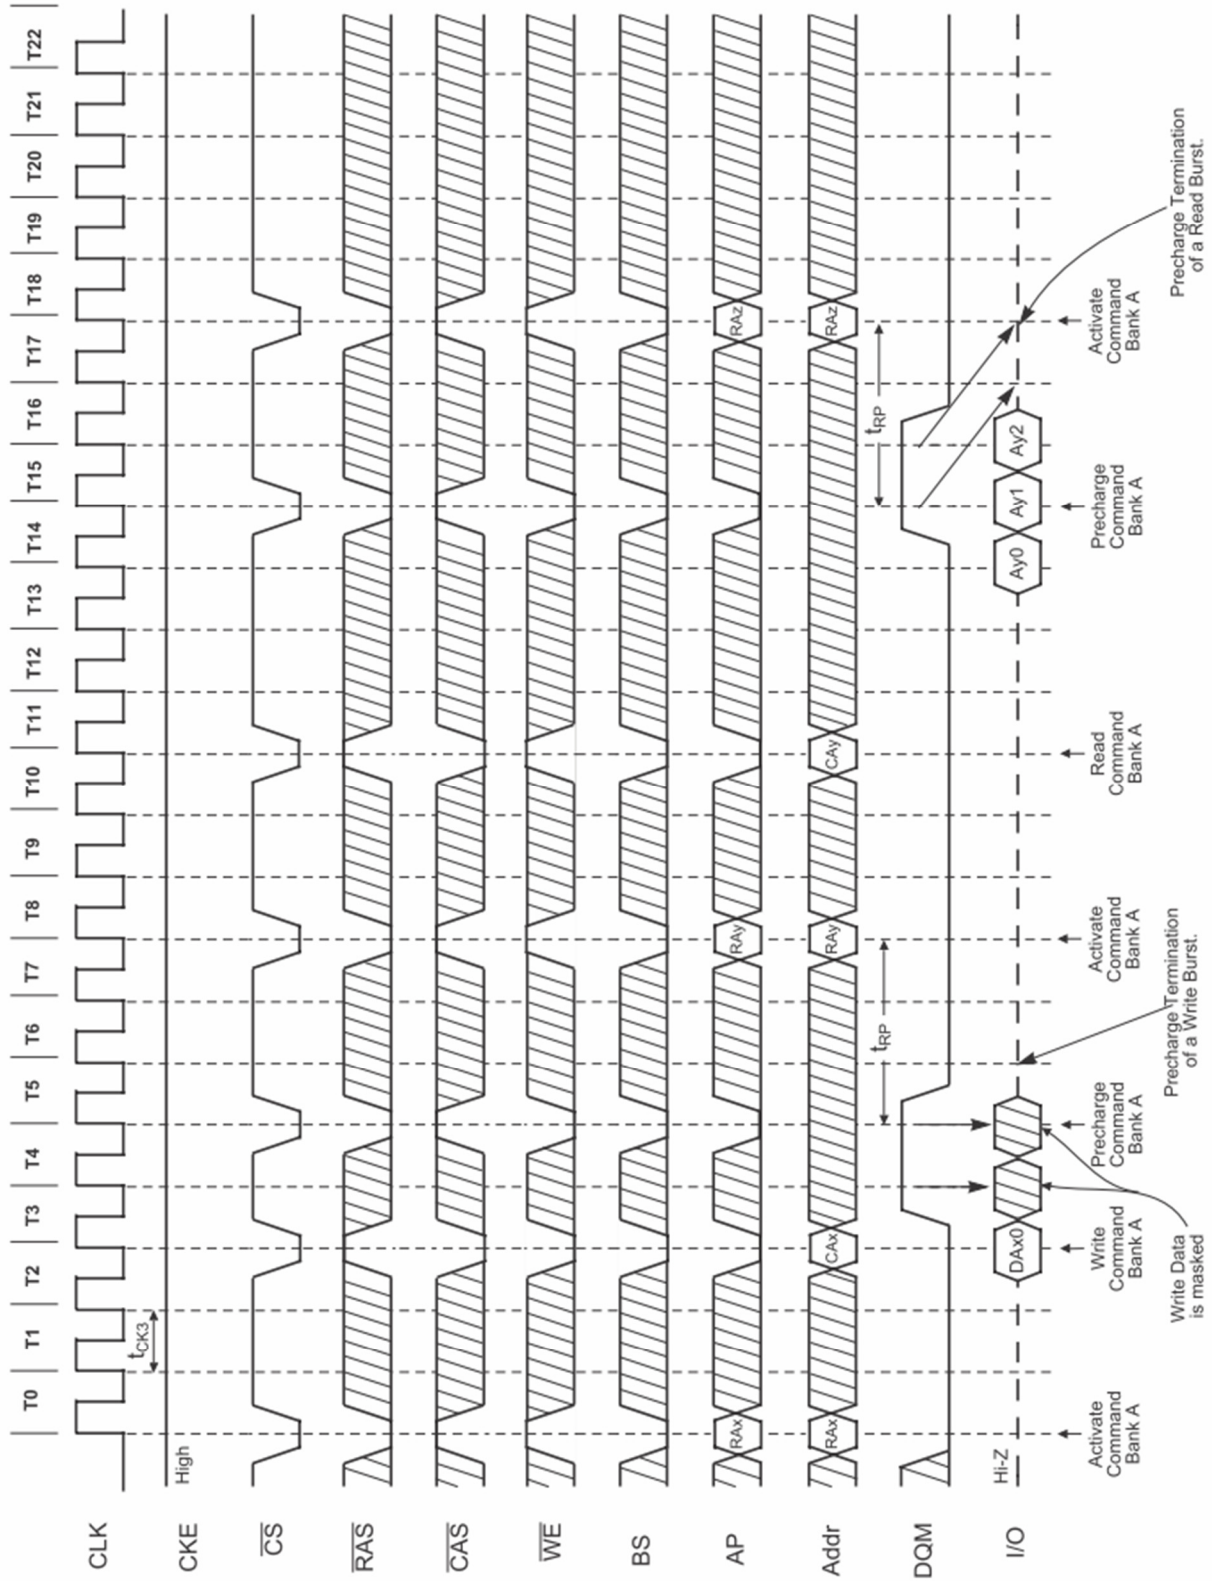 T0 T1 T2 T3 T4 T5 T6 T7 T8 T9 T10 T11 T12 T13 T14 T15 T16 T17 T18 T19 T20 T21 T22
CLK
tCK3
CKE
High
CS
RAS
CAS
WE
BS
AP
RAx RAy RAz
Addr
RAx CAx RAy CAy RAz
tRP tRP
DQM
I/O
Hi-Z
DAx0 Ay0 Ay1 Ay2
Activate
Command
Bank A
Write
Command
Bank A
Precharge
Command
Bank A
Activate
Command
Bank A
Read
Command
Bank A
Precharge
Command
Bank A
Activate
Command
Bank A
Write Data
is masked
Precharge Termination
of a Write Burst.
Precharge Termination
of a Read Burst.